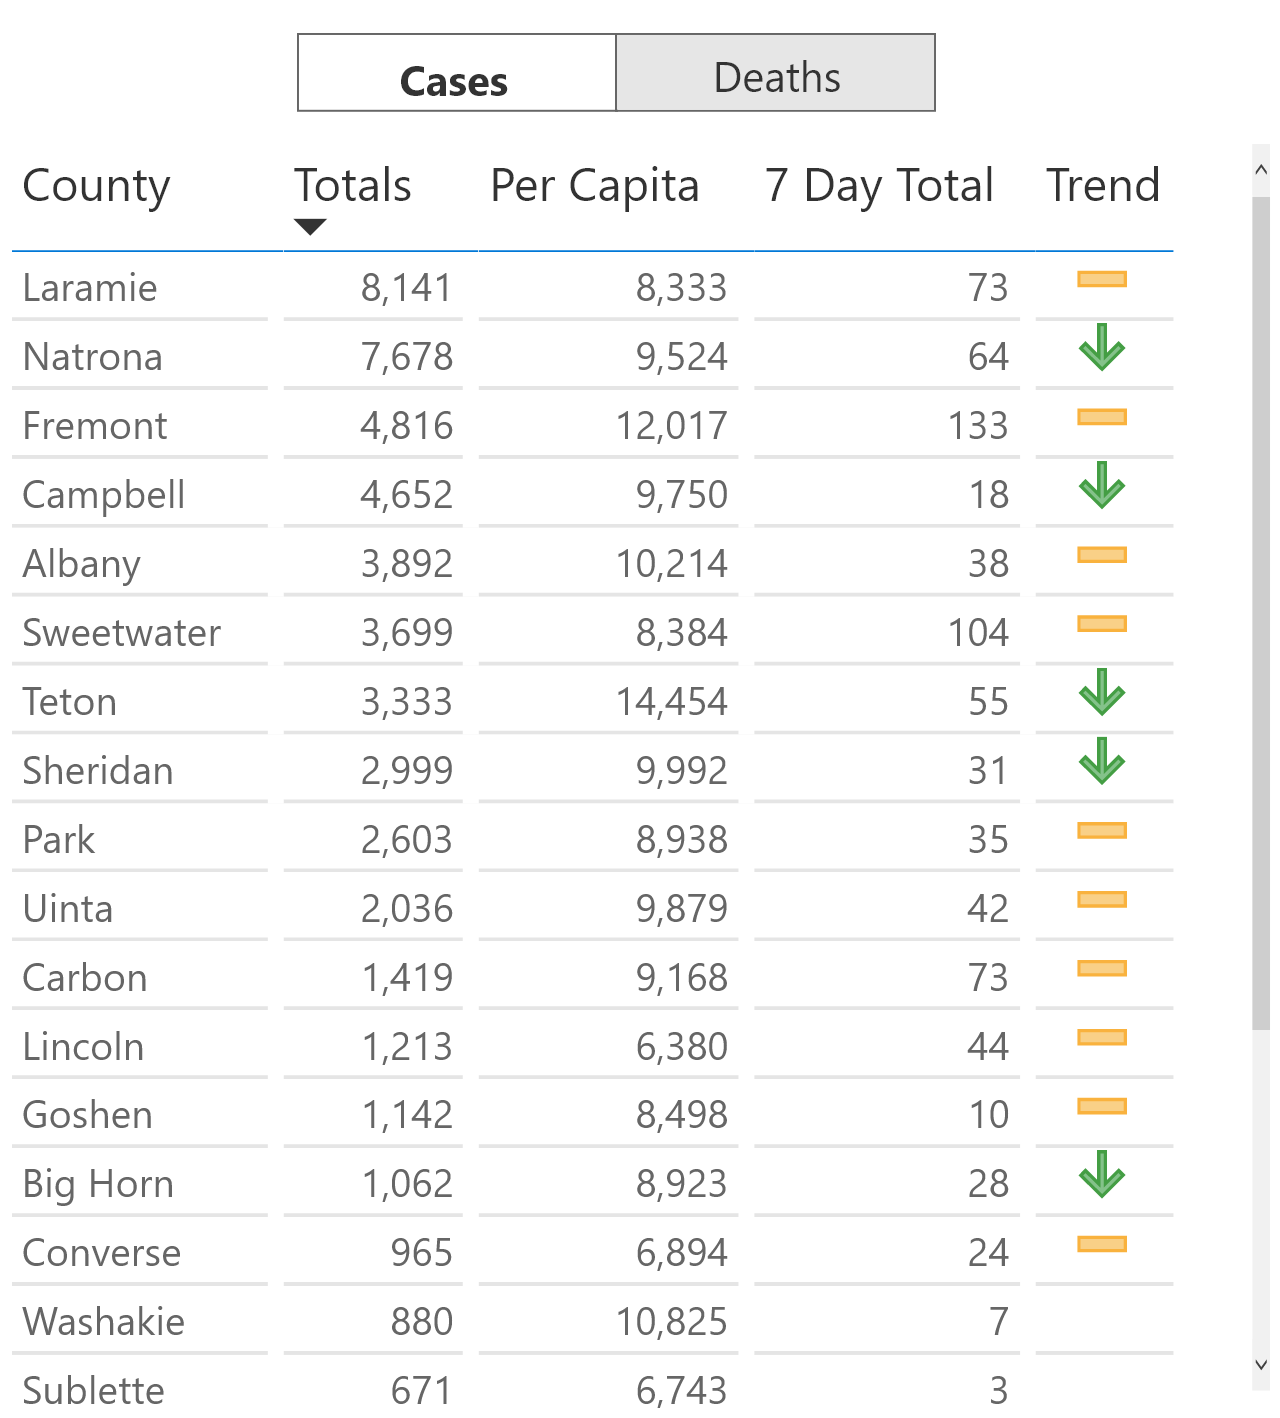 Cases Deaths
County Totals Per Capita 7 Day Total Trend
Laramie 8,141 8,333 73
Natrona 7,678 9,524 64
Fremont 4,816 12,017 133
Campbell 4,652 9,750 18
Albany 3,892 10,214 38
Sweetwater 3,699 8,384 104
Teton 3,333 14,454 55
Sheridan 2,999 9,992 31
Park 2,603 8,938 35
Uinta 2,036 9,879 42
Carbon 1,419 9,168 73
Lincoln 1,213 6,380 44
Goshen 1,142 8,498 10
Big Horn 1,062 8,923 28
Converse 965 6,894 24
Washakie 880 10,825 7
Sublette 671 6,743 3